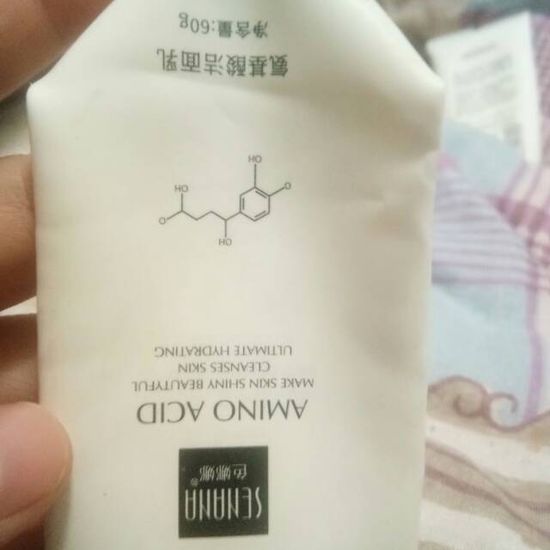 SENANA
色娜娜®
AMINO ACID
MAKE SKIN SHINY BEAUTYFUL
CLEANSES SKIN
ULTIMATE HYDRATING
HO
HO
O
HO
O
氨基酸洁面乳
净含量:60g